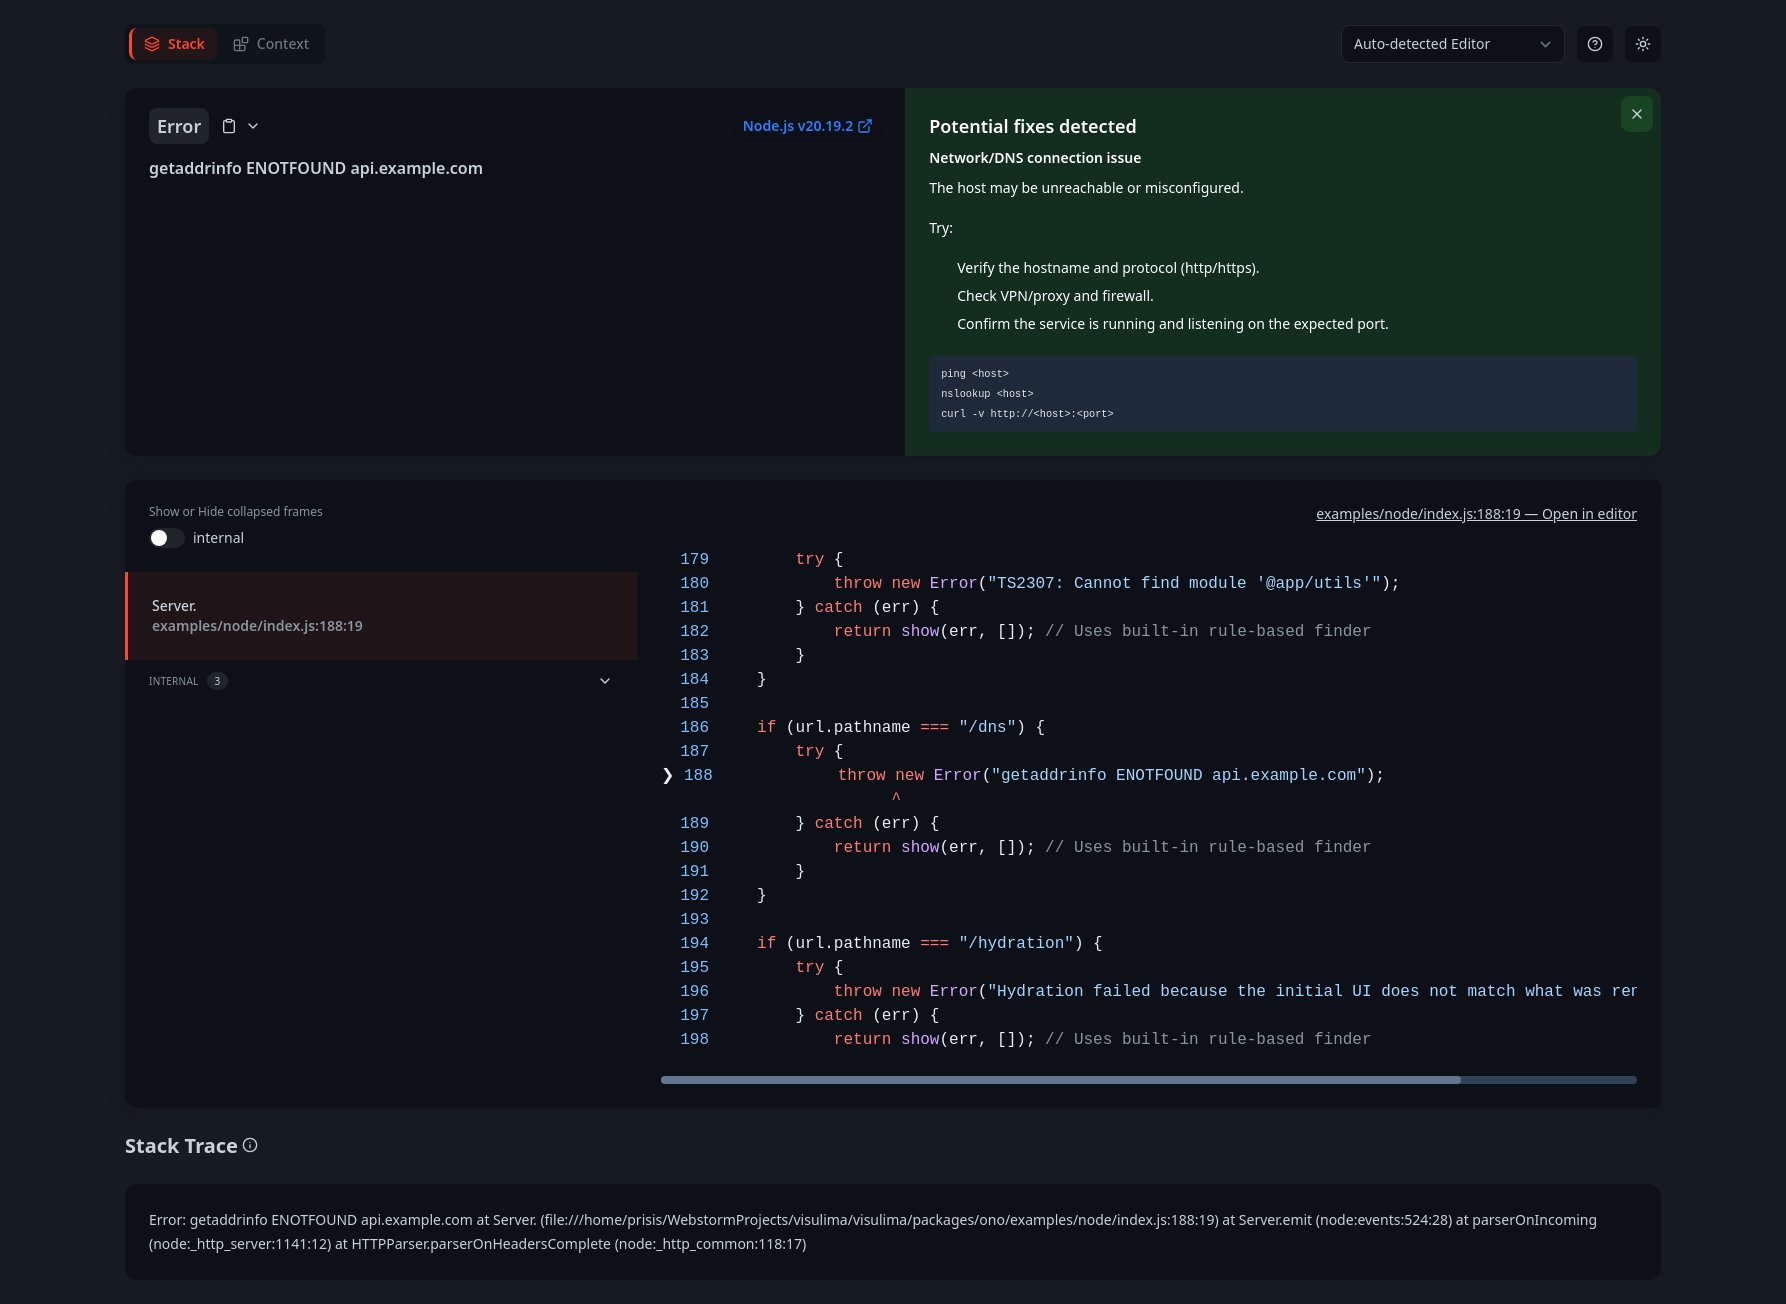 Stack
Context
Auto-detected Editor
Error
Node.js v20.19.2
getaddrinfo ENOTFOUND api.example.com
Potential fixes detected
Network/DNS connection issue
The host may be unreachable or misconfigured.
Try:
Verify the hostname and protocol (http/https).
Check VPN/proxy and firewall.
Confirm the service is running and listening on the expected port.
ping <host>
nslookup <host>
curl -v http://<host>:<port>
Show or Hide collapsed frames
internal
Server.
examples/node/index.js:188:19
INTERNAL 3
examples/node/index.js:188:19 — Open in editor
179         try {
180             throw new Error("TS2307: Cannot find module '@app/utils'");
181         } catch (err) {
182             return show(err, []); // Uses built-in rule-based finder
183         }
184     }
185
186     if (url.pathname === "/dns") {
187         try {
❯ 188             throw new Error("getaddrinfo ENOTFOUND api.example.com");
^
189         } catch (err) {
190             return show(err, []); // Uses built-in rule-based finder
191         }
192     }
193
194     if (url.pathname === "/hydration") {
195         try {
196             throw new Error("Hydration failed because the initial UI does not match what was rer
197         } catch (err) {
198             return show(err, []); // Uses built-in rule-based finder
Stack Trace
Error: getaddrinfo ENOTFOUND api.example.com at Server. (file:///home/prisis/WebstormProjects/visulima/visulima/packages/ono/examples/node/index.js:188:19) at Server.emit (node:events:524:28) at parserOnIncoming
(node:_http_server:1141:12) at HTTPParser.parserOnHeadersComplete (node:_http_common:118:17)